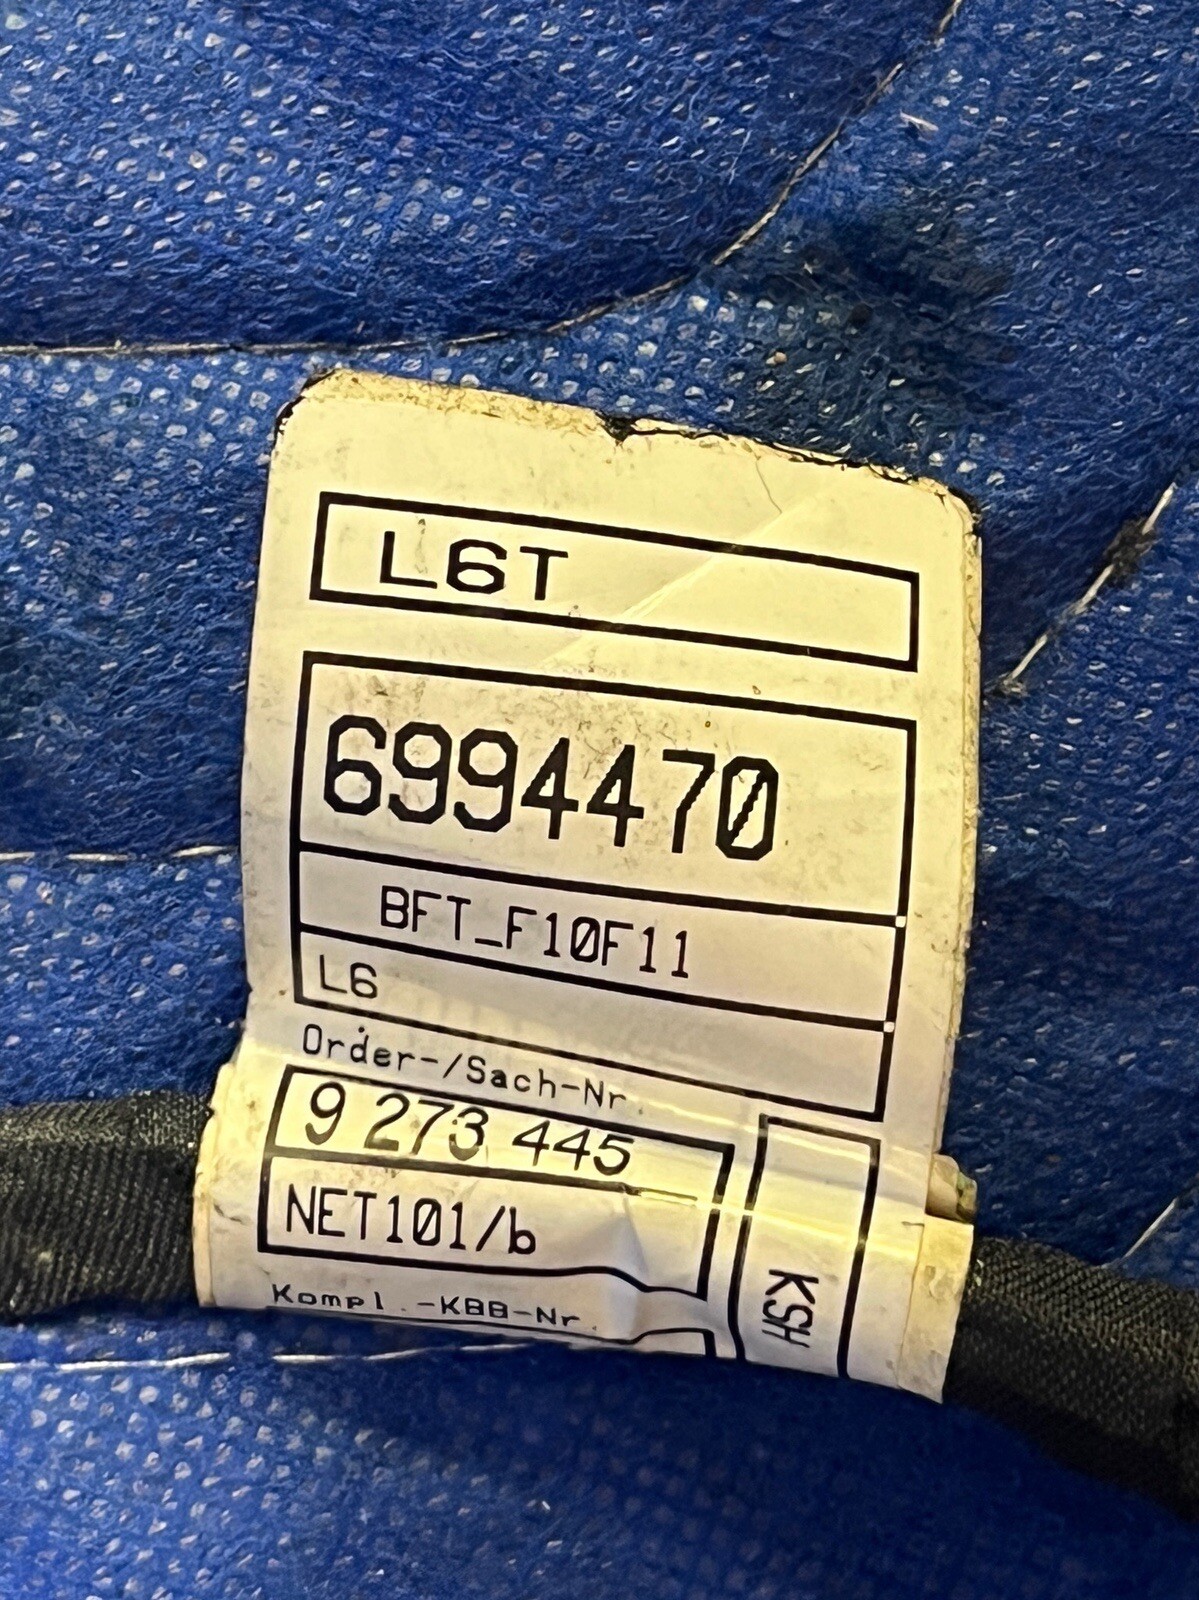 L6T
6994470
BFT_F10F11
L6
Order-/Sach-Nr.
9 273 445
NET101/b
KSH
Kompl.-KBB-Nr.